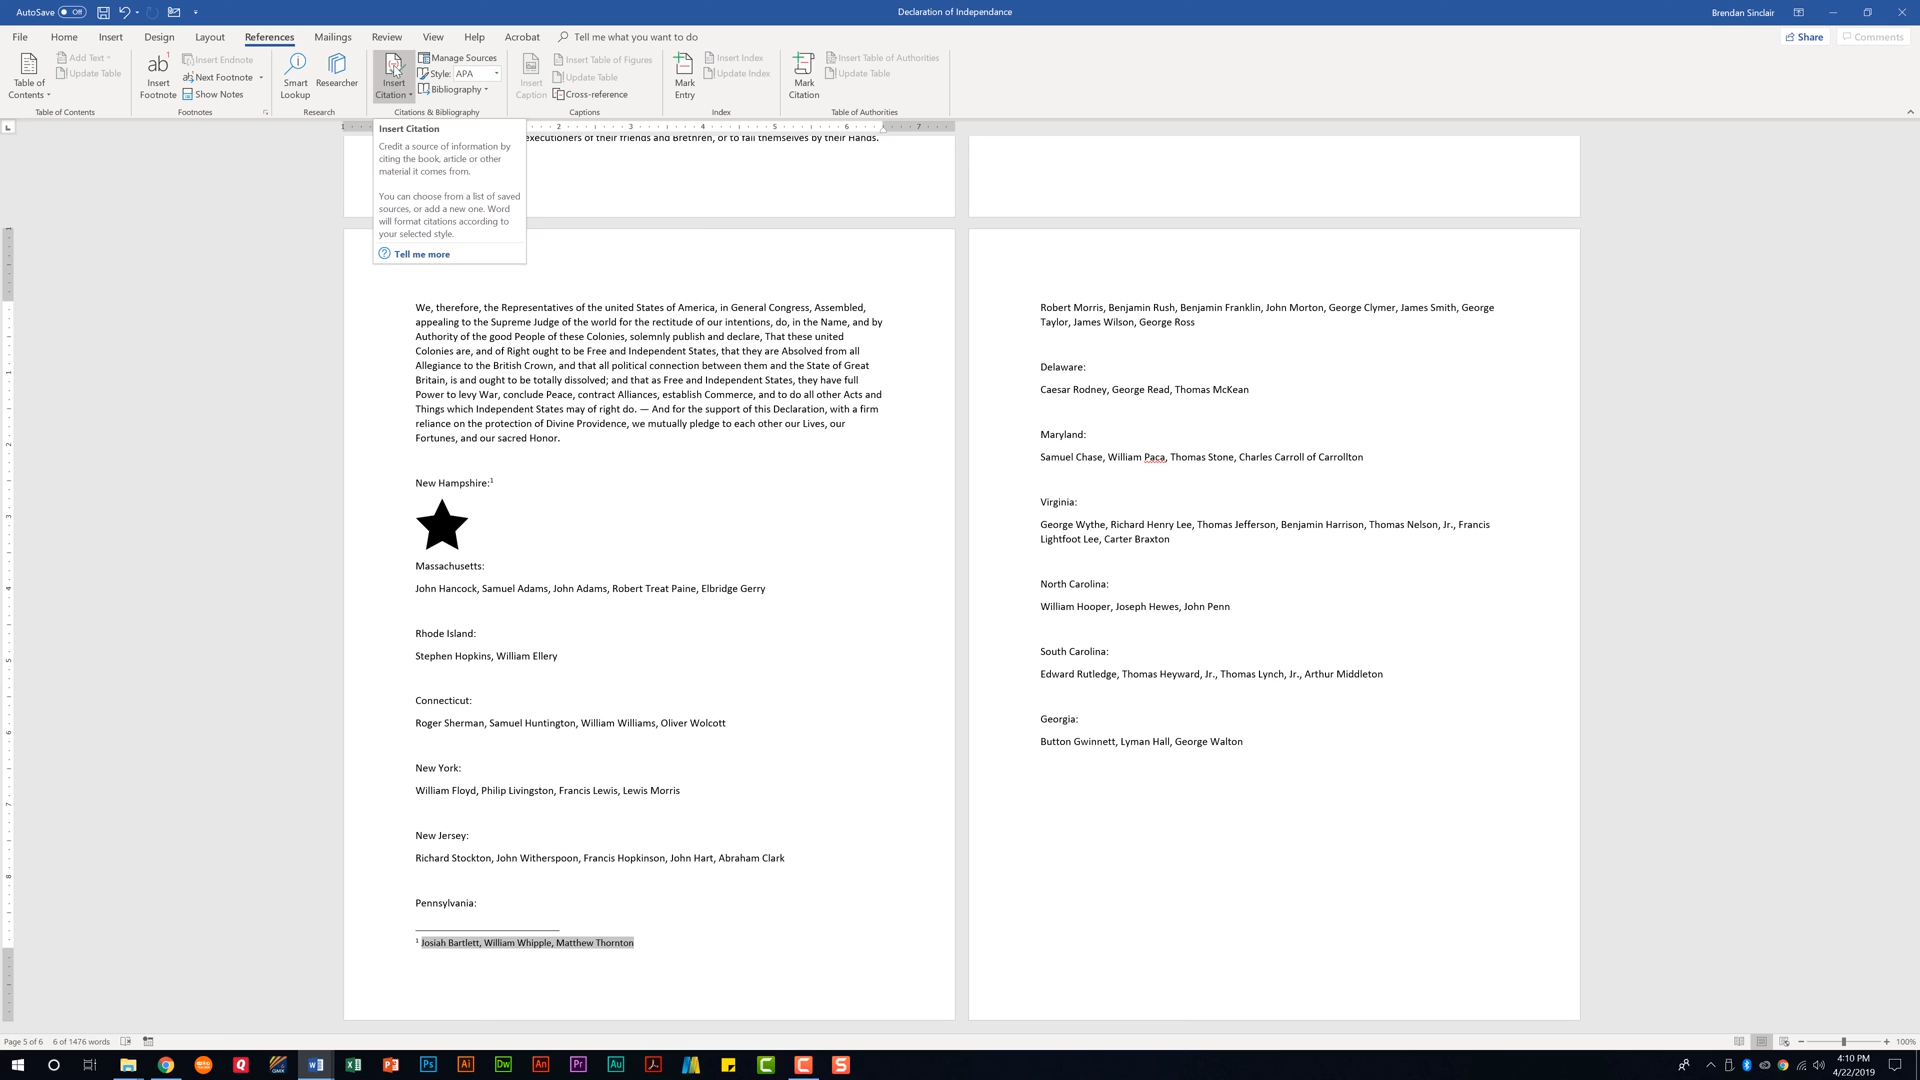 AutoSave Off
Declaration of Independance
Brendan Sinclair
File Home Insert Design Layout References Mailings Review View Help Acrobat Tell me what you want to do
Share Comments
Table of Contents
Add Text
Update Table
Table of Contents
ab 1
Insert Footnote
Insert Endnote
Next Footnote
Show Notes
Footnotes
Smart Lookup
Researcher
Research
Insert Citation
Manage Sources
Style: APA
Bibliography
Citations & Bibliography
Insert Caption
Insert Table of Figures
Update Table
Cross-reference
Captions
Mark Entry
Insert Index
Update Index
Index
Mark Citation
Insert Table of Authorities
Update Table
Table of Authorities
1 2 3 4 5 6 7
Insert Citation
Credit a source of information by
citing the book, article or other
material it comes from.
You can choose from a list of saved
sources, or add a new one. Word
will format citations according to
your selected style.
Tell me more
executioners of their friends and Brethren, or to fall themselves by their Hands.
We, therefore, the Representatives of the united States of America, in General Congress, Assembled,
appealing to the Supreme Judge of the world for the rectitude of our intentions, do, in the Name, and by
Authority of the good People of these Colonies, solemnly publish and declare, That these united
Colonies are, and of Right ought to be Free and Independent States, that they are Absolved from all
Allegiance to the British Crown, and that all political connection between them and the State of Great
Britain, is and ought to be totally dissolved; and that as Free and Independent States, they have full
Power to levy War, conclude Peace, contract Alliances, establish Commerce, and to do all other Acts and
Things which Independent States may of right do. — And for the support of this Declaration, with a firm
reliance on the protection of Divine Providence, we mutually pledge to each other our Lives, our
Fortunes, and our sacred Honor.
New Hampshire:1
Massachusetts:
John Hancock, Samuel Adams, John Adams, Robert Treat Paine, Elbridge Gerry
Rhode Island:
Stephen Hopkins, William Ellery
Connecticut:
Roger Sherman, Samuel Huntington, William Williams, Oliver Wolcott
New York:
William Floyd, Philip Livingston, Francis Lewis, Lewis Morris
New Jersey:
Richard Stockton, John Witherspoon, Francis Hopkinson, John Hart, Abraham Clark
Pennsylvania:
1 Josiah Bartlett, William Whipple, Matthew Thornton
Robert Morris, Benjamin Rush, Benjamin Franklin, John Morton, George Clymer, James Smith, George
Taylor, James Wilson, George Ross
Delaware:
Caesar Rodney, George Read, Thomas McKean
Maryland:
Samuel Chase, William Paca, Thomas Stone, Charles Carroll of Carrollton
Virginia:
George Wythe, Richard Henry Lee, Thomas Jefferson, Benjamin Harrison, Thomas Nelson, Jr., Francis
Lightfoot Lee, Carter Braxton
North Carolina:
William Hooper, Joseph Hewes, John Penn
South Carolina:
Edward Rutledge, Thomas Heyward, Jr., Thomas Lynch, Jr., Arthur Middleton
Georgia:
Button Gwinnett, Lyman Hall, George Walton
Page 5 of 6 6 of 1476 words
100%
Ps Ai Dw An Pr Au
4:10 PM
4/22/2019